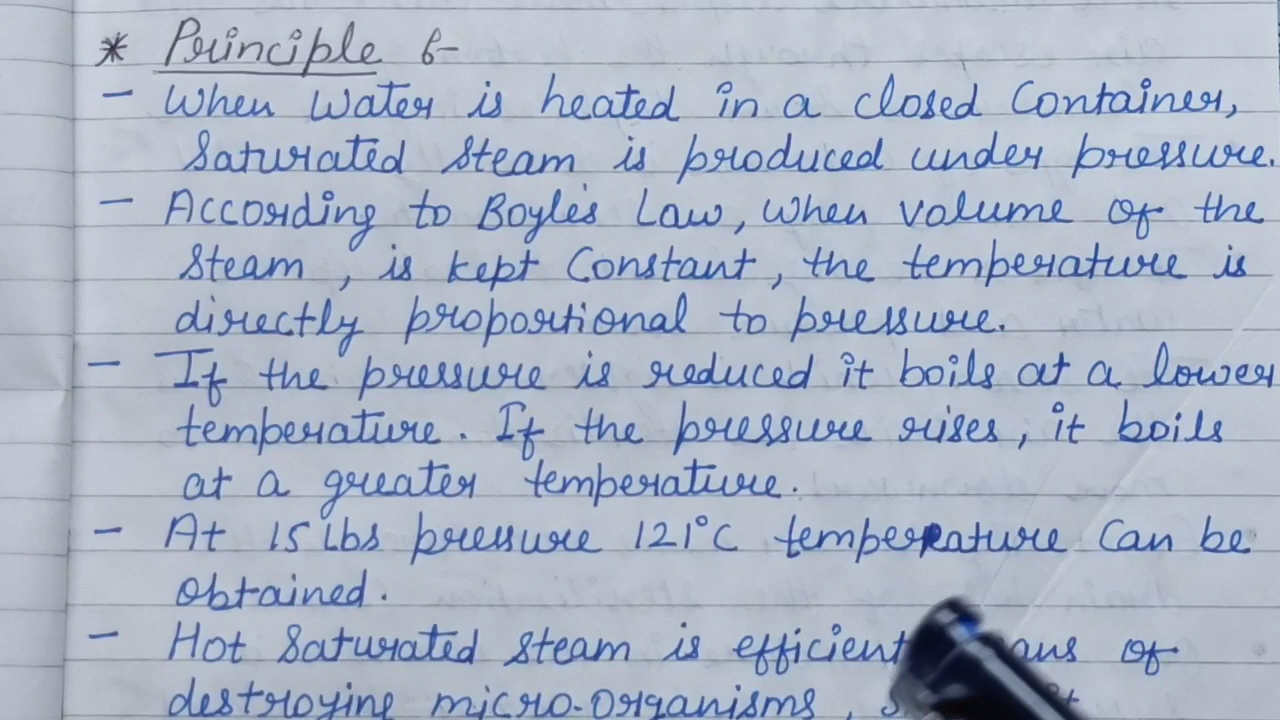 * Principle :-
- When Water is heated in a closed Container,
Saturated Steam is produced under pressure.
- According to Boyle's Law, when volume of the
Steam, is kept Constant, the temperature is
directly proportional to pressure.
- If the pressure is reduced it boils at a lower
temperature. If the pressure rises, it boils
at a greater temperature.
- At 15 lbs pressure 121°C temperature Can be
obtained.
- Hot Saturated Steam is efficient of
destroying micro-organisms,